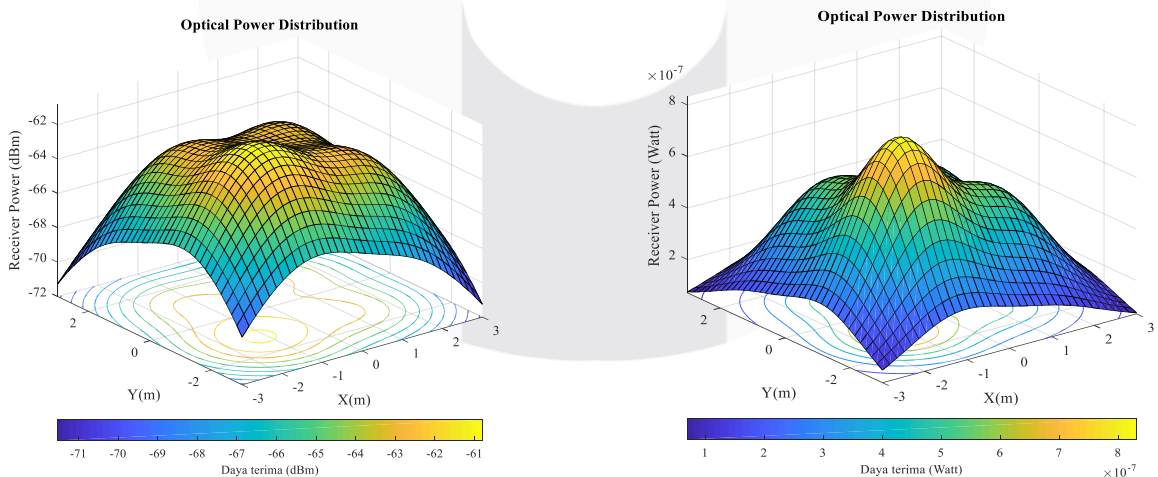 Optical Power Distribution
Receiver Power (dBm)
-62
-64
-66
-68
-70
-72
2
0
-2
Y(m)
-3
-2
-1
0
1
2
3
X(m)
-71 -70 -69 -68 -67 -66 -65 -64 -63 -62 -61
Daya terima (dBm)
Optical Power Distribution
×10-7
Receiver Power (Watt)
8
6
4
2
2
0
-2
Y(m)
-3
-2
-1
0
1
2
3
X(m)
1 2 3 4 5 6 7 8
Daya terima (Watt)
×10-7